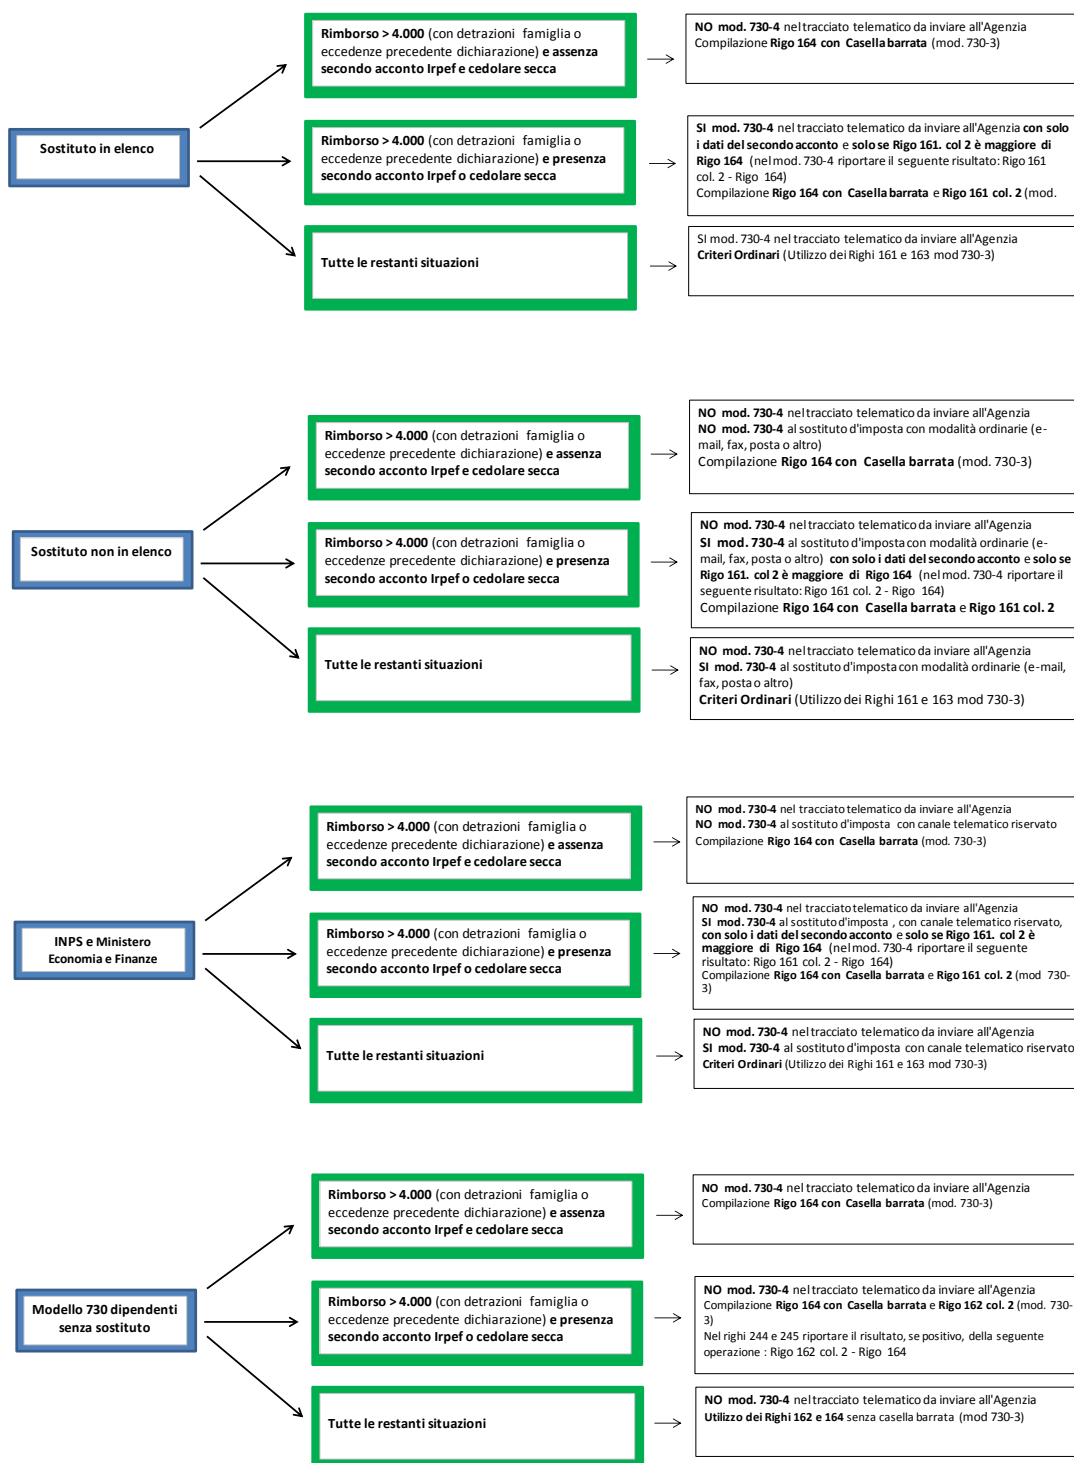 Sostituto in elenco
Rimborso > 4.000 (con detrazioni famiglia o
eccedenze precedente dichiarazione) e assenza
secondo acconto Irpef e cedolare secca
NO mod. 730-4 nel tracciato telematico da inviare all'Agenzia
Compilazione Rigo 164 con Casella barrata (mod. 730-3)
Rimborso > 4.000 (con detrazioni famiglia o
eccedenze precedente dichiarazione) e presenza
secondo acconto Irpef o cedolare secca
SI mod. 730-4 nel tracciato telematico da inviare all'Agenzia con solo
i dati del secondo acconto e solo se Rigo 161. col 2 è maggiore di
Rigo 164 (nel mod. 730-4 riportare il seguente risultato: Rigo 161
col. 2 - Rigo 164)
Compilazione Rigo 164 con Casella barrata e Rigo 161 col. 2 (mod.
Tutte le restanti situazioni
SI mod. 730-4 nel tracciato telematico da inviare all'Agenzia
Criteri Ordinari (Utilizzo dei Righi 161 e 163 mod 730-3)
Sostituto non in elenco
Rimborso > 4.000 (con detrazioni famiglia o
eccedenze precedente dichiarazione) e assenza
secondo acconto Irpef e cedolare secca
NO mod. 730-4 nel tracciato telematico da inviare all'Agenzia
NO mod. 730-4 al sostituto d'imposta con modalità ordinarie (e-
mail, fax, posta o altro)
Compilazione Rigo 164 con Casella barrata (mod. 730-3)
Rimborso > 4.000 (con detrazioni famiglia o
eccedenze precedente dichiarazione) e presenza
secondo acconto Irpef o cedolare secca
NO mod. 730-4 nel tracciato telematico da inviare all'Agenzia
SI mod. 730-4 al sostituto d'imposta con modalità ordinarie (e-
mail, fax, posta o altro) con solo i dati del secondo acconto e solo se
Rigo 161. col 2 è maggiore di Rigo 164 (nel mod. 730-4 riportare il
seguente risultato: Rigo 161 col. 2 - Rigo 164)
Compilazione Rigo 164 con Casella barrata e Rigo 161 col. 2
Tutte le restanti situazioni
NO mod. 730-4 nel tracciato telematico da inviare all'Agenzia
SI mod. 730-4 al sostituto d'imposta con modalità ordinarie (e-mail,
fax, posta o altro)
Criteri Ordinari (Utilizzo dei Righi 161 e 163 mod 730-3)
INPS e Ministero
Economia e Finanze
Rimborso > 4.000 (con detrazioni famiglia o
eccedenze precedente dichiarazione) e assenza
secondo acconto Irpef e cedolare secca
NO mod. 730-4 nel tracciato telematico da inviare all'Agenzia
NO mod. 730-4 al sostituto d'imposta con canale telematico riservato
Compilazione Rigo 164 con Casella barrata (mod. 730-3)
Rimborso > 4.000 (con detrazioni famiglia o
eccedenze precedente dichiarazione) e presenza
secondo acconto Irpef o cedolare secca
NO mod. 730-4 nel tracciato telematico da inviare all'Agenzia
SI mod. 730-4 al sostituto d'imposta , con canale telematico riservato,
con solo i dati del secondo acconto e solo se Rigo 161. col 2 è
maggiore di Rigo 164 (nel mod. 730-4 riportare il seguente
risultato: Rigo 161 col. 2 - Rigo 164)
Compilazione Rigo 164 con Casella barrata e Rigo 161 col. 2 (mod 730-
3)
Tutte le restanti situazioni
NO mod. 730-4 nel tracciato telematico da inviare all'Agenzia
SI mod. 730-4 al sostituto d'imposta con canale telematico riservato
Criteri Ordinari (Utilizzo dei Righi 161 e 163 mod 730-3)
Modello 730 dipendenti
senza sostituto
Rimborso > 4.000 (con detrazioni famiglia o
eccedenze precedente dichiarazione) e assenza
secondo acconto Irpef e cedolare secca
NO mod. 730-4 nel tracciato telematico da inviare all'Agenzia
Compilazione Rigo 164 con Casella barrata (mod. 730-3)
Rimborso > 4.000 (con detrazioni famiglia o
eccedenze precedente dichiarazione) e presenza
secondo acconto Irpef o cedolare secca
NO mod. 730-4 nel tracciato telematico da inviare all'Agenzia
Compilazione Rigo 164 con Casella barrata e Rigo 162 col. 2 (mod. 730-
3)
Nel righi 244 e 245 riportare il risultato, se positivo, della seguente
operazione : Rigo 162 col. 2 - Rigo 164
Tutte le restanti situazioni
NO mod. 730-4 nel tracciato telematico da inviare all'Agenzia
Utilizzo dei Righi 162 e 164 senza casella barrata (mod 730-3)